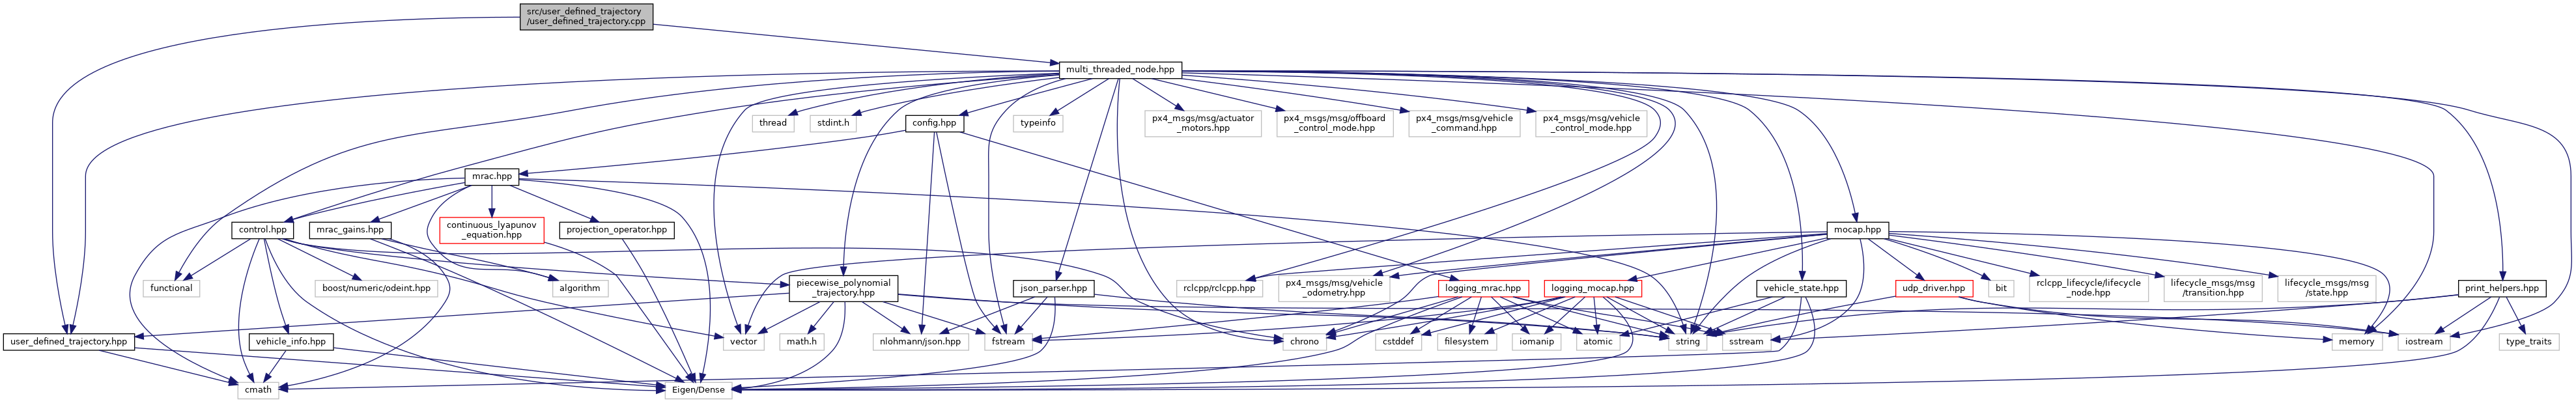 src/user_defined_trajectory
/user_defined_trajectory.cpp
multi_threaded_node.hpp
thread
stdint.h
config.hpp
typeinfo
px4_msgs/msg/actuator
_motors.hpp
px4_msgs/msg/offboard
_control_mode.hpp
px4_msgs/msg/vehicle
_command.hpp
px4_msgs/msg/vehicle
_control_mode.hpp
mrac.hpp
control.hpp
mrac_gains.hpp
continuous_lyapunov
_equation.hpp
projection_operator.hpp
mocap.hpp
functional
boost/numeric/odeint.hpp
algorithm
piecewise_polynomial
_trajectory.hpp
json_parser.hpp
rclcpp/rclcpp.hpp
px4_msgs/msg/vehicle
_odometry.hpp
logging_mrac.hpp
logging_mocap.hpp
vehicle_state.hpp
udp_driver.hpp
bit
rclcpp_lifecycle/lifecycle
_node.hpp
lifecycle_msgs/msg
/transition.hpp
lifecycle_msgs/msg
/state.hpp
print_helpers.hpp
user_defined_trajectory.hpp
vehicle_info.hpp
vector
math.h
nlohmann/json.hpp
fstream
chrono
cstddef
filesystem
iomanip
atomic
string
sstream
memory
iostream
type_traits
cmath
Eigen/Dense